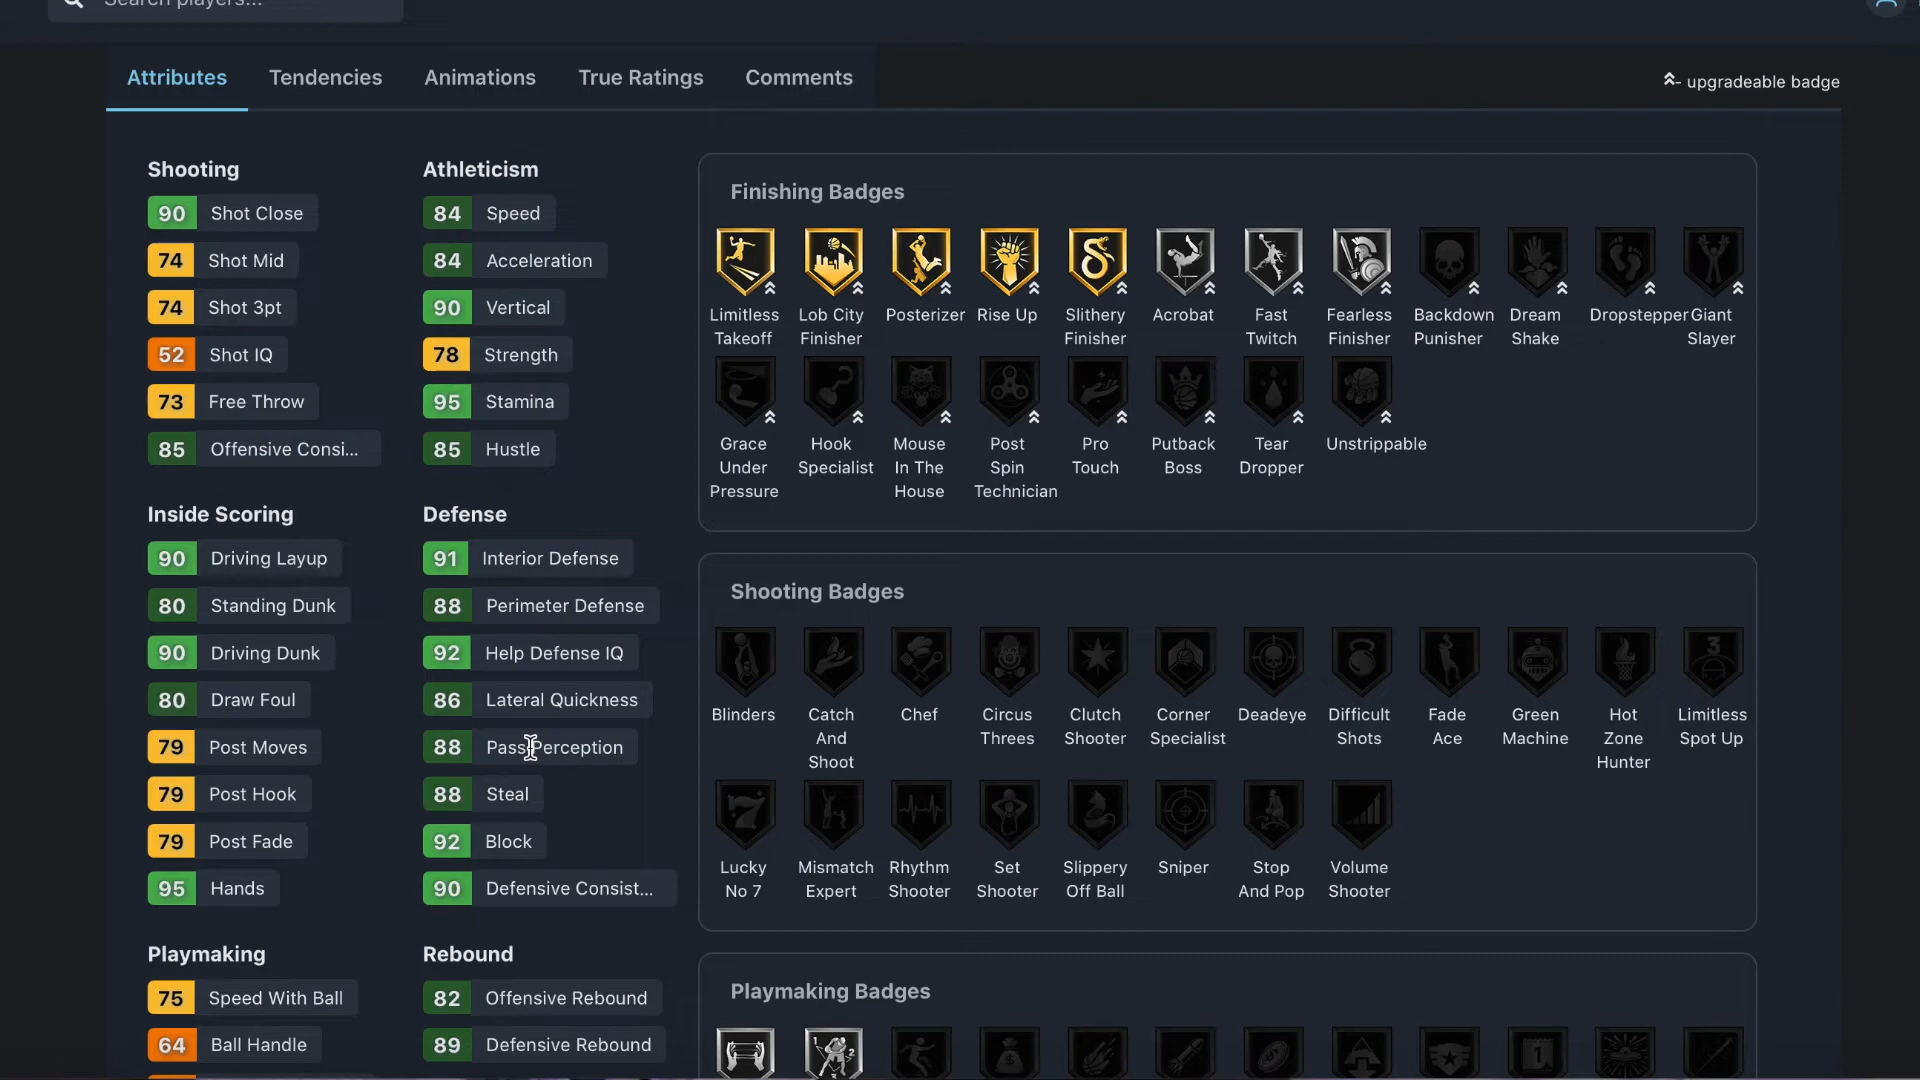 Search players...
Attributes Tendencies Animations True Ratings Comments
- upgradeable badge
Shooting
90 Shot Close
74 Shot Mid
74 Shot 3pt
52 Shot IQ
73 Free Throw
85 Offensive Consi...
Athleticism
84 Speed
84 Acceleration
90 Vertical
78 Strength
95 Stamina
85 Hustle
Inside Scoring
90 Driving Layup
80 Standing Dunk
90 Driving Dunk
80 Draw Foul
79 Post Moves
79 Post Hook
79 Post Fade
95 Hands
Defense
91 Interior Defense
88 Perimeter Defense
92 Help Defense IQ
86 Lateral Quickness
88 Pass Perception
88 Steal
92 Block
90 Defensive Consist...
Playmaking
75 Speed With Ball
64 Ball Handle
Rebound
82 Offensive Rebound
89 Defensive Rebound
Finishing Badges
Limitless
Takeoff
Lob City
Finisher
Posterizer
Rise Up
Slithery
Finisher
Acrobat
Fast
Twitch
Fearless
Finisher
Backdown
Punisher
Dream
Shake
Dropstepper
Giant
Slayer
Grace
Under
Pressure
Hook
Specialist
Mouse
In The
House
Post
Spin
Technician
Pro
Touch
Putback
Boss
Tear
Dropper
Unstrippable
Shooting Badges
Blinders
Catch
And
Shoot
Chef
Circus
Threes
Clutch
Shooter
Corner
Specialist
Deadeye
Difficult
Shots
Fade
Ace
Green
Machine
Hot
Zone
Hunter
3
Limitless
Spot Up
7
Lucky
No 7
Mismatch
Expert
Rhythm
Shooter
Set
Shooter
Slippery
Off Ball
Sniper
Stop
And Pop
Volume
Shooter
Playmaking Badges
1 2
1